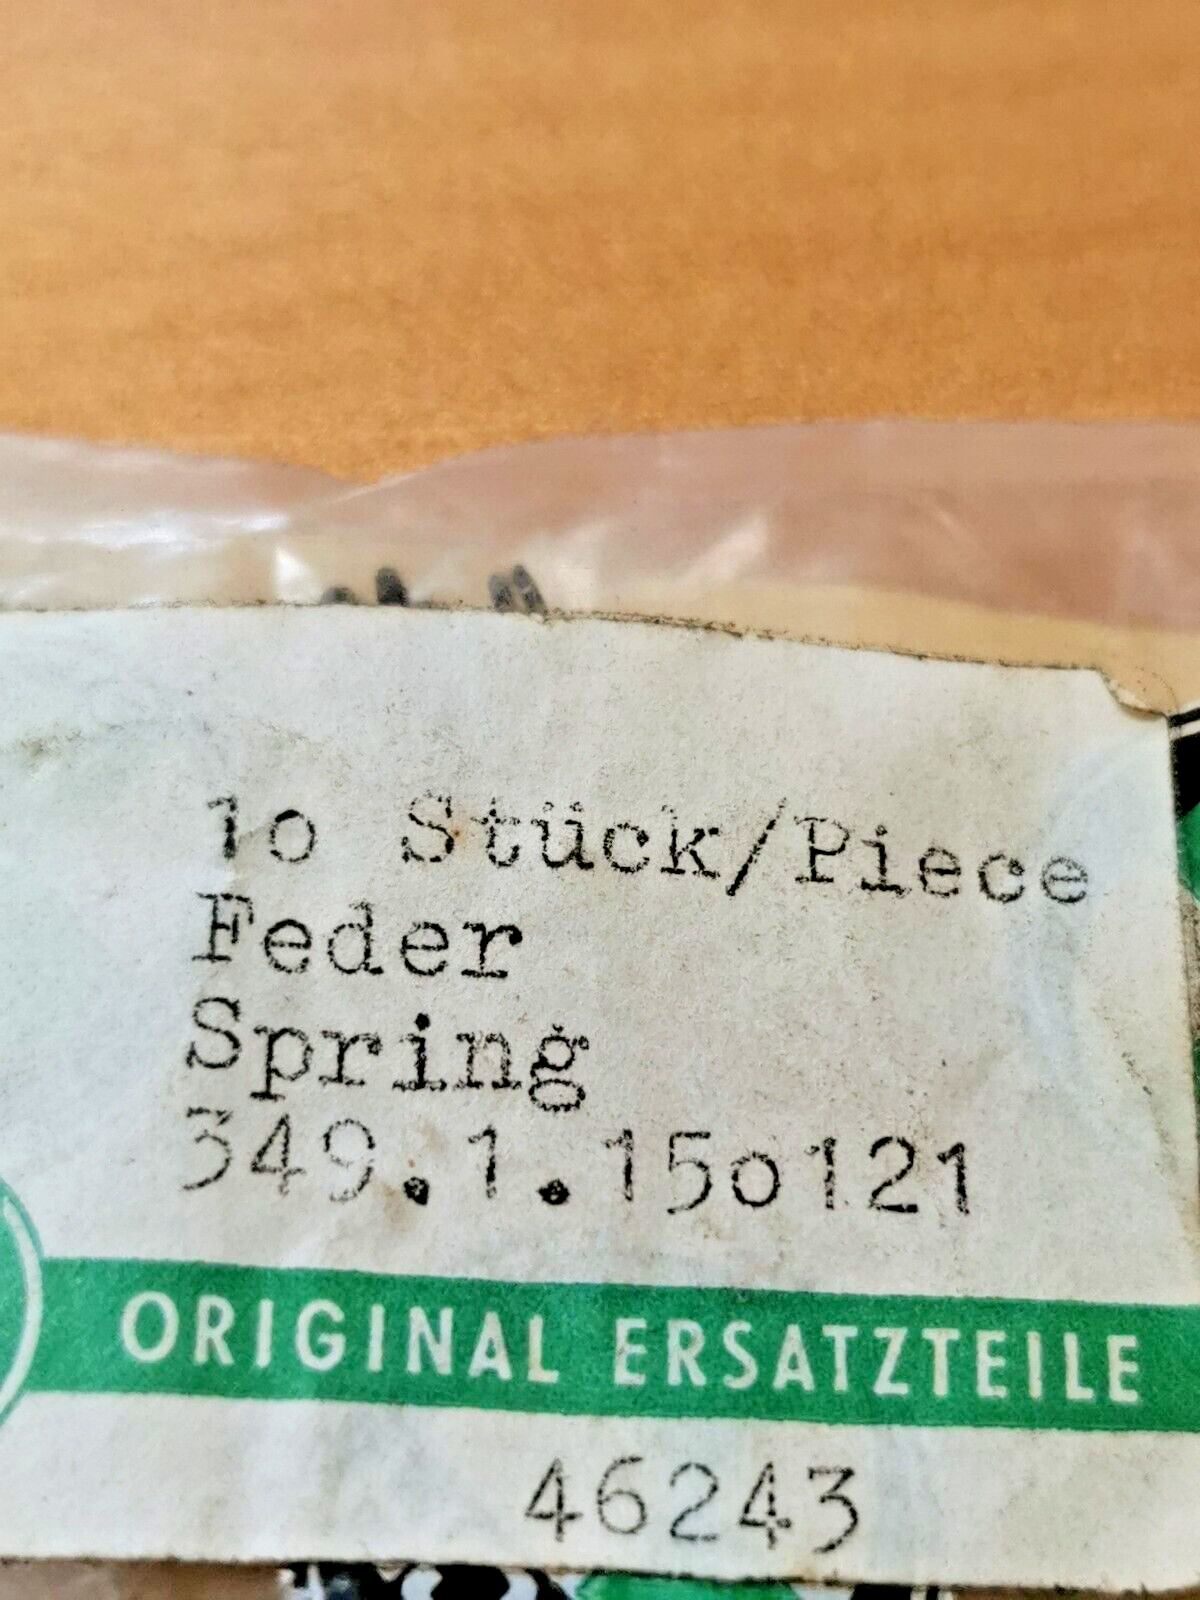 1o Stück/Piece
Feder
Spring
349.1.15o121
ORIGINAL ERSATZTEILE
46243